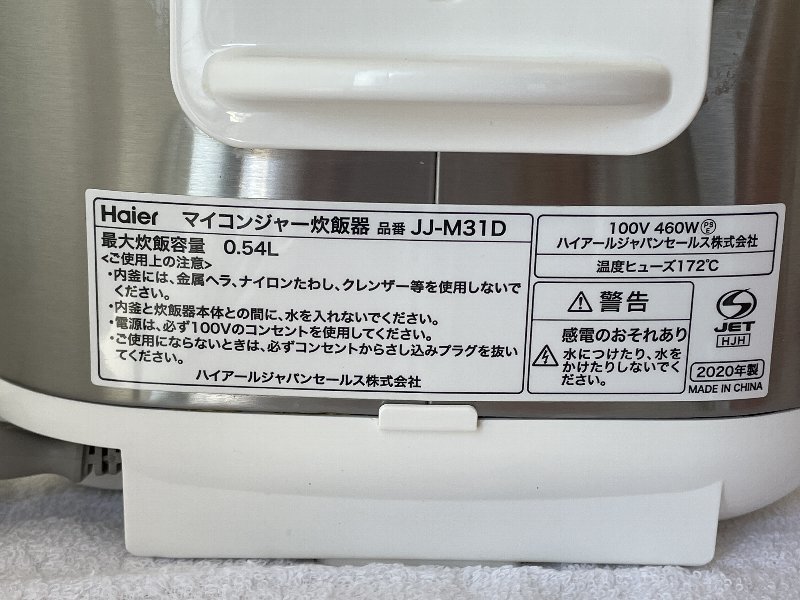 Haier マイコンジャー炊飯器 品番 JJ-M31D
最大炊飯容量 0.54L
<ご使用上の注意>
・内釜には、金属ヘラ、ナイロンたわし、クレンザー等を使用しないで
ください。
・内釜と炊飯器本体との間に、水を入れないでください。
・電源は、必ず100Vのコンセントを使用してください。
・ご使用にならないときは、必ずコンセントからさし込みプラグを抜い
てください。
ハイアールジャパンセールス株式会社
100V 460W PSE
ハイアールジャパンセールス株式会社
温度ヒューズ172℃
警告
感電のおそれあり
水につけたり、水を
かけたりしないでく
ださい。
JET
HJH
2020年製
MADE IN CHINA